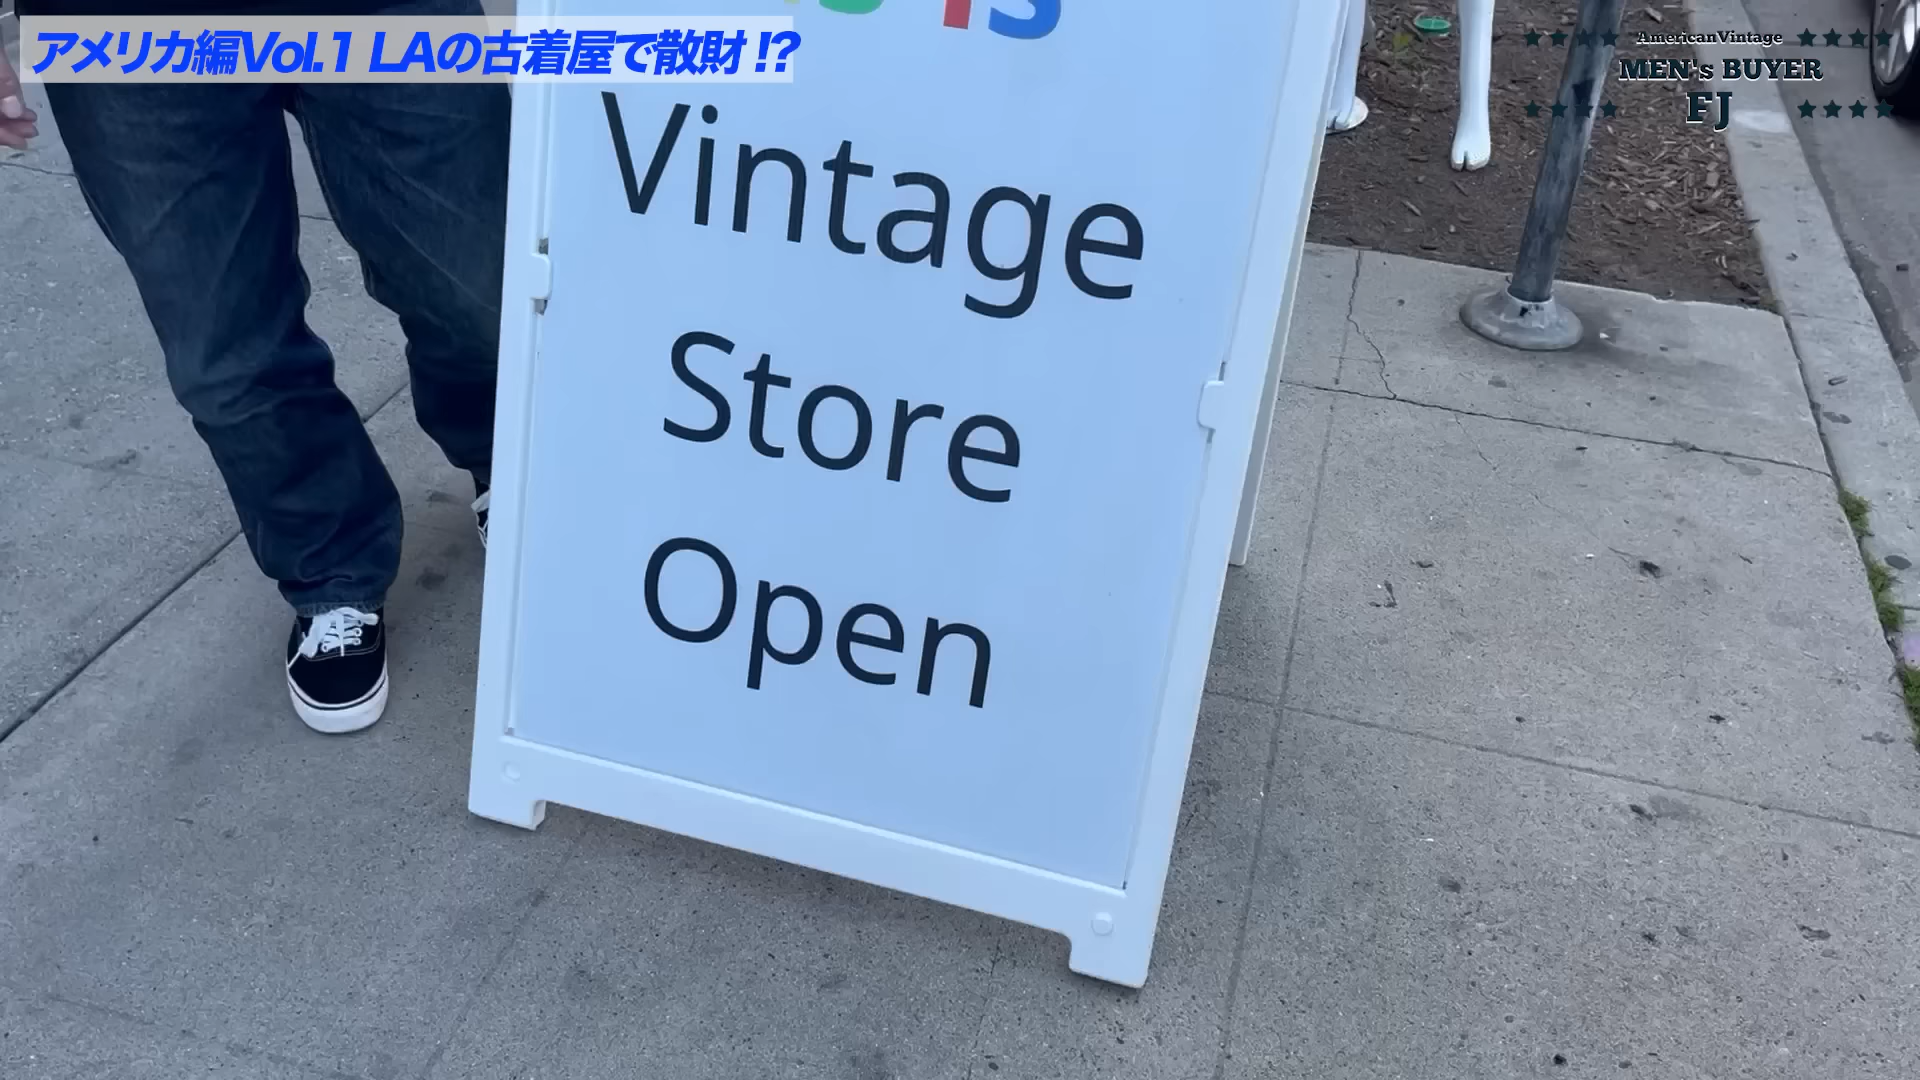 アメリカ編Vol.1 LAの古着屋で散財!?
American Vintage
MEN's BUYER
FJ
Vintage
Store
Open